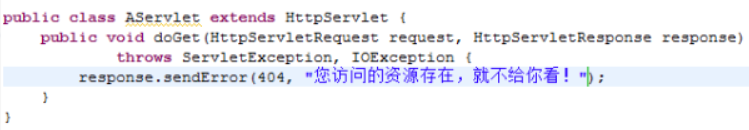 public class AServlet extends HttpServlet {
    public void doGet(HttpServletRequest request, HttpServletResponse response)
            throws ServletException, IOException {
        response.sendError(404, "您访问的资源存在，就不给你看！");
    }
}